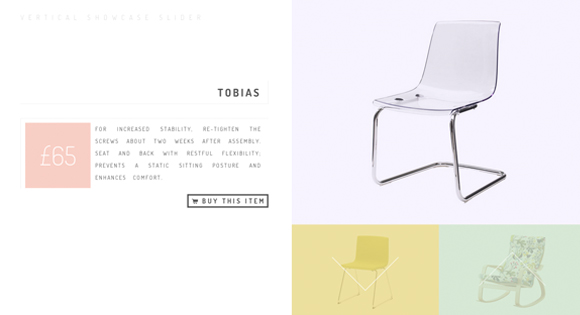 VERTICAL SHOWCASE SLIDER
TOBIAS
£65
FOR INCREASED STABILITY, RE-TIGHTEN THE
SCREWS ABOUT TWO WEEKS AFTER ASSEMBLY.
SEAT AND BACK WITH RESTFUL FLEXIBILITY;
PREVENTS A STATIC SITTING POSTURE AND
ENHANCES COMFORT.
BUY THIS ITEM